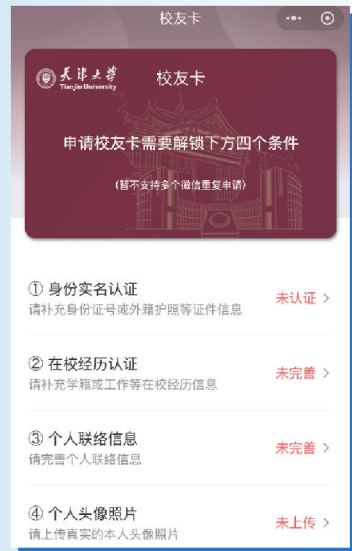 校友卡
天津大学
Tianjin University
校友卡
申请校友卡需要解锁下方四个条件
(暂不支持多个微信重复申请)
① 身份实名认证
未认证 >
请补充身份证号或外籍护照等证件信息
② 在校经历认证
未完善 >
请补充学籍或工作等在校经历信息
③ 个人联络信息
未完善 >
请完善个人联络信息
④ 个人头像照片
未上传 >
请上传真实的本人头像照片